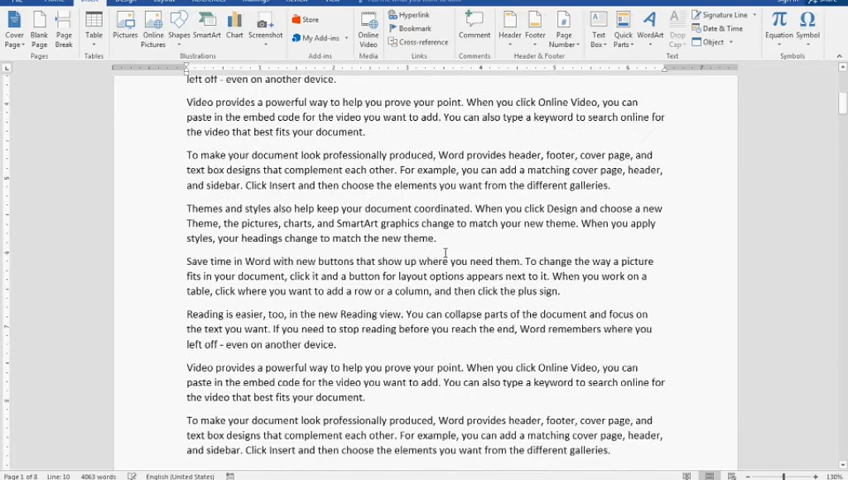 Insert
Store
My Add-ins
Hyperlink
Bookmark
Cross-reference
Signature Line
Date & Time
Object
Cover Page
Blank Page
Page Break
Table
Pictures
Online Pictures
Shapes
SmartArt
Chart
Screenshot
Online Video
Comment
Header
Footer
Page Number
Text Box
Quick Parts
WordArt
Equation
Symbol
Tables
Illustrations
Add-ins
Media
Links
Comments
Header & Footer
Text
Symbols
left off - even on another device.
Video provides a powerful way to help you prove your point. When you click Online Video, you can
paste in the embed code for the video you want to add. You can also type a keyword to search online for
the video that best fits your document.
To make your document look professionally produced, Word provides header, footer, cover page, and
text box designs that complement each other. For example, you can add a matching cover page, header,
and sidebar. Click Insert and then choose the elements you want from the different galleries.
Themes and styles also help keep your document coordinated. When you click Design and choose a new
Theme, the pictures, charts, and SmartArt graphics change to match your new theme. When you apply
styles, your headings change to match the new theme.
Save time in Word with new buttons that show up where you need them. To change the way a picture
fits in your document, click it and a button for layout options appears next to it. When you work on a
table, click where you want to add a row or a column, and then click the plus sign.
Reading is easier, too, in the new Reading view. You can collapse parts of the document and focus on
the text you want. If you need to stop reading before you reach the end, Word remembers where you
left off - even on another device.
Video provides a powerful way to help you prove your point. When you click Online Video, you can
paste in the embed code for the video you want to add. You can also type a keyword to search online for
the video that best fits your document.
To make your document look professionally produced, Word provides header, footer, cover page, and
text box designs that complement each other. For example, you can add a matching cover page, header,
and sidebar. Click Insert and then choose the elements you want from the different galleries.
Page 1 of 8 Line: 10 4063 words English (United States) 130%